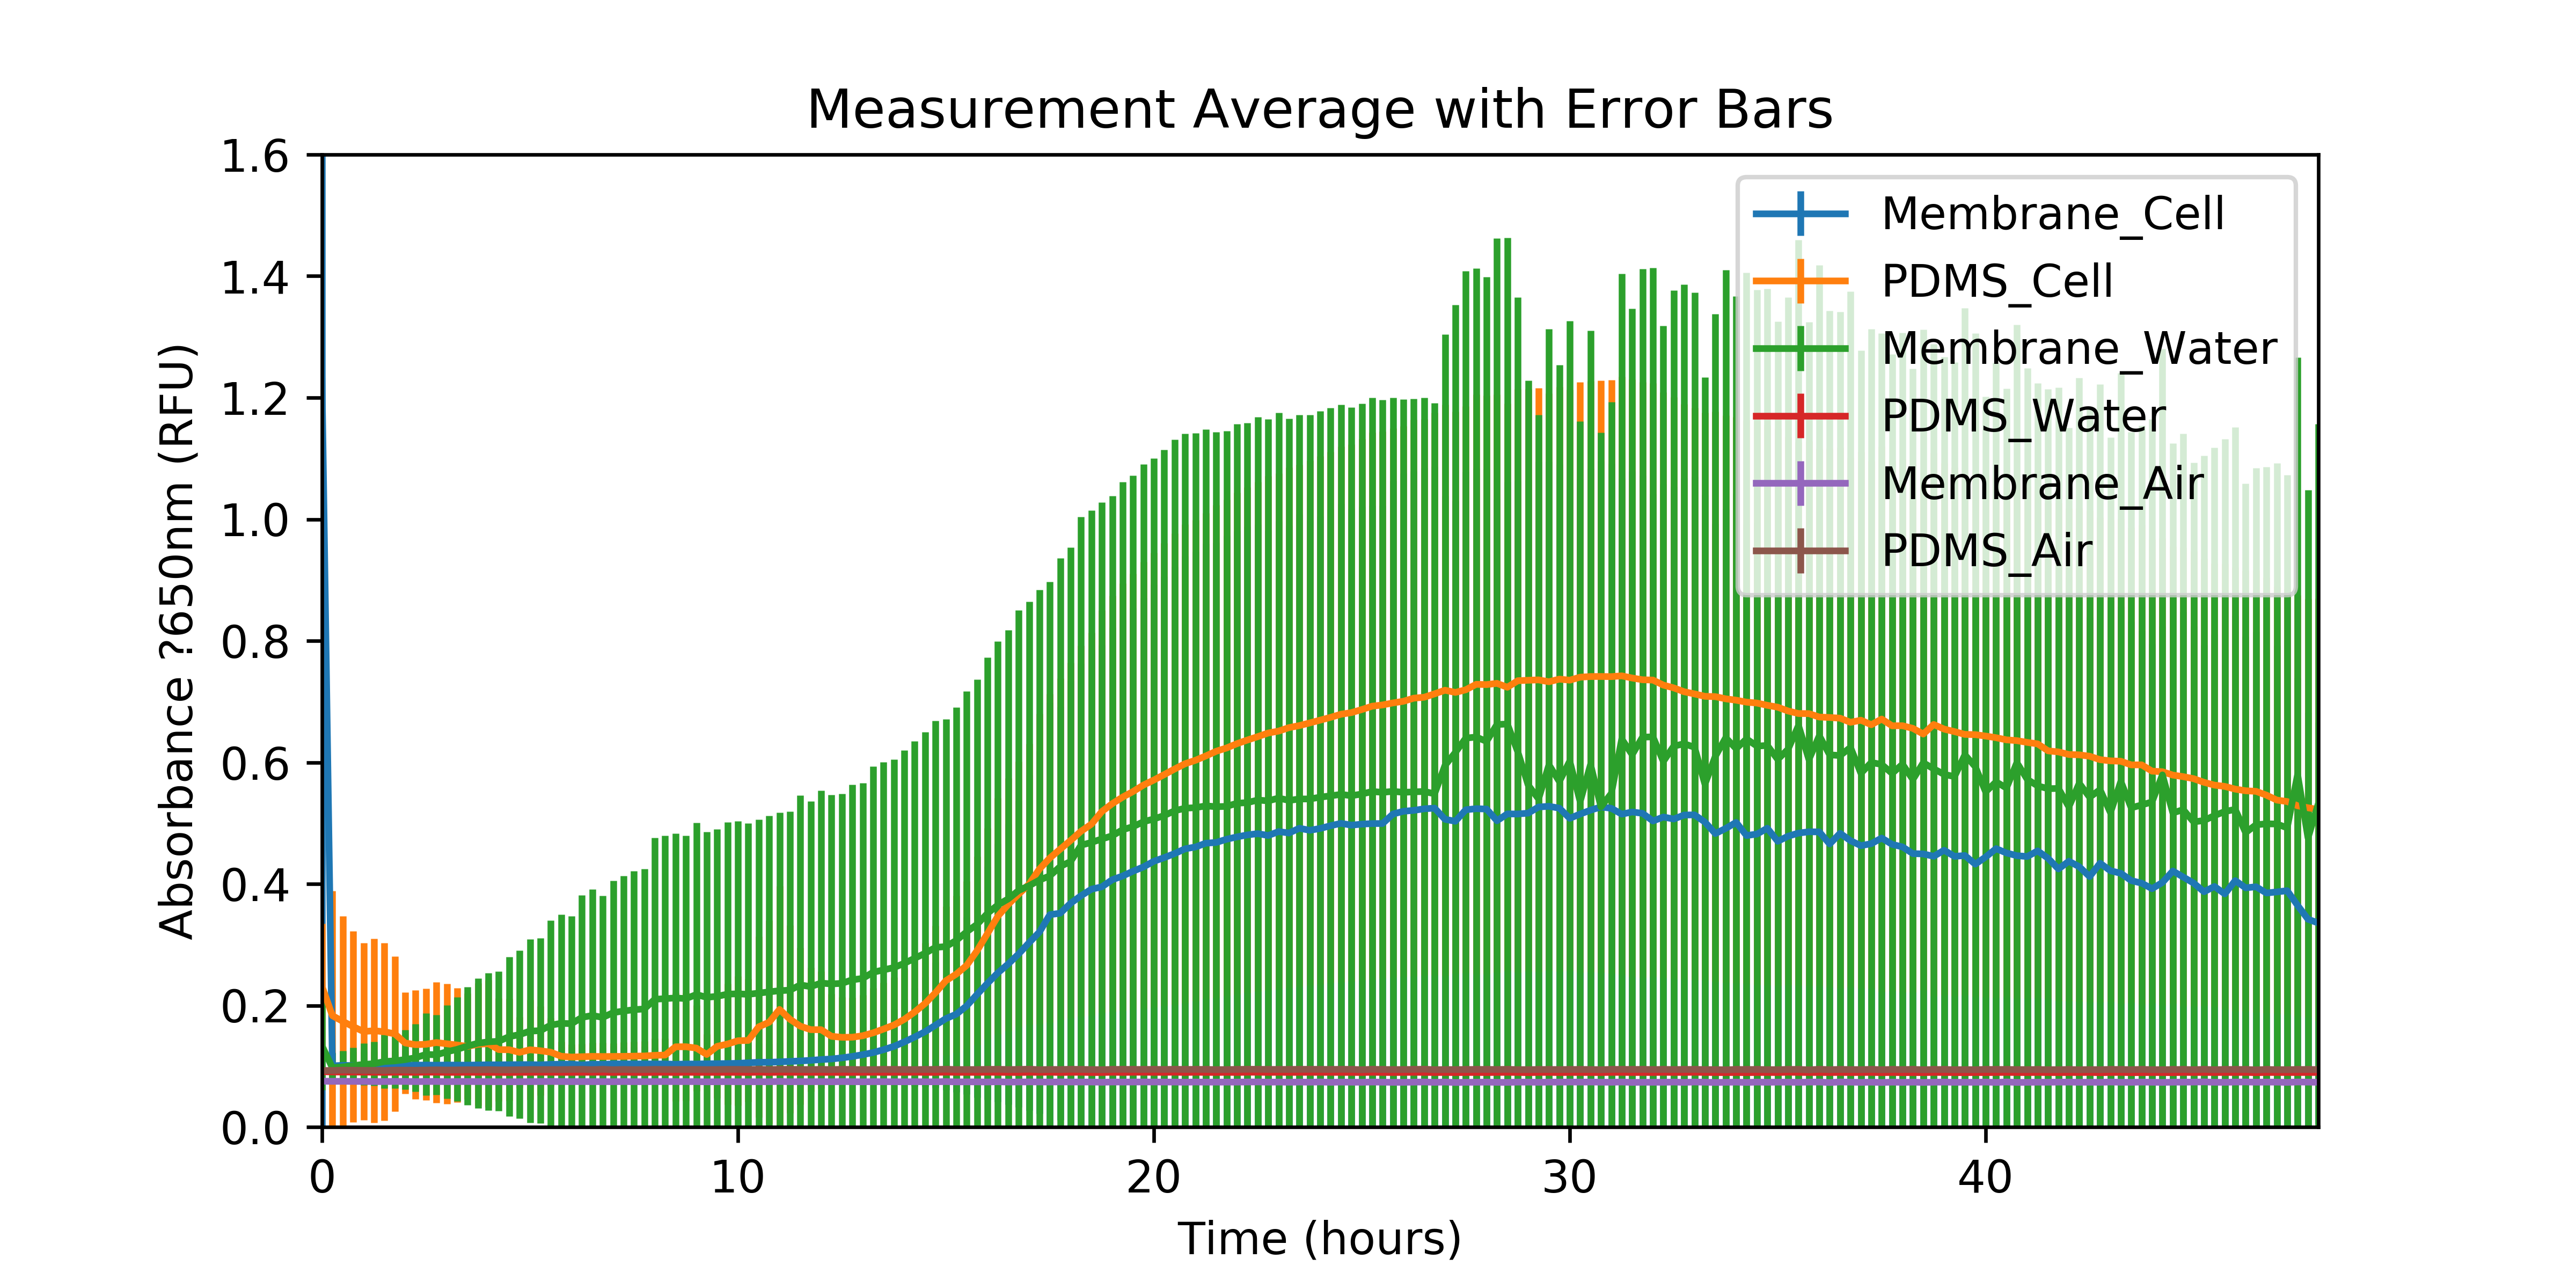 Measurement Average with Error Bars
1.6
1.4
1.2
1.0
0.8
0.6
0.4
0.2
0.0
Absorbance ?650nm (RFU)
Membrane_Cell
PDMS_Cell
Membrane_Water
PDMS_Water
Membrane_Air
PDMS_Air
0 10 20 30 40
Time (hours)